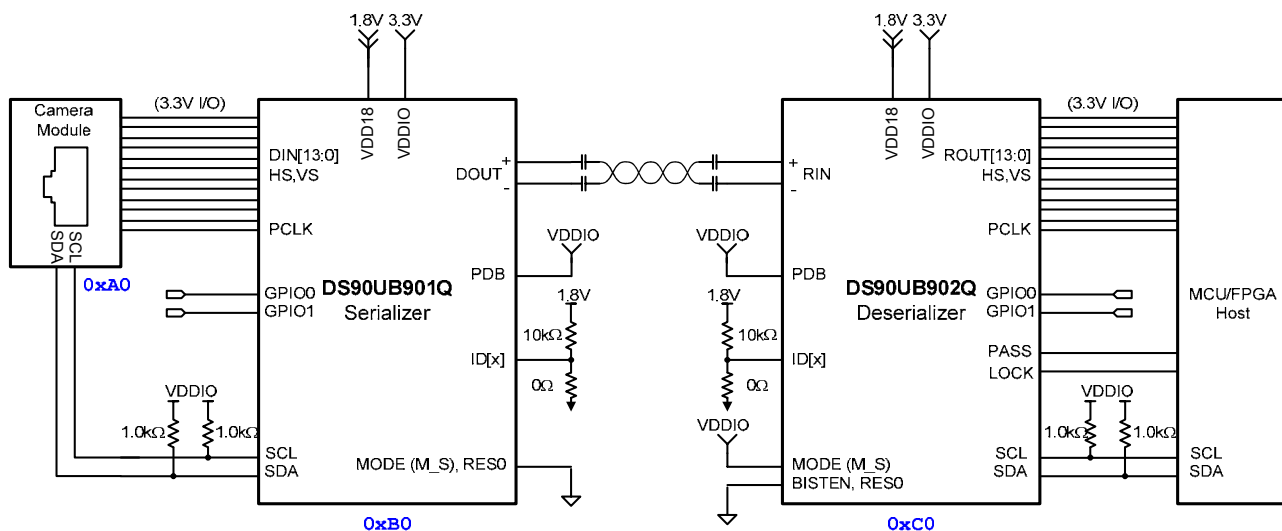 1.8V 3.3V
1.8V 3.3V
Camera
Module
SDA
SCL
0xA0
(3.3V I/O)
VDD18
VDDIO
DIN[13:0]
HS,VS
PCLK
GPIO0
GPIO1
VDDIO
1.0kΩ
1.0kΩ
SCL
SDA
DS90UB901Q
Serializer
DOUT
+
-
PDB
VDDIO
1.8V
10kΩ
ID[x]
0Ω
MODE (M_S), RES0
0xB0
VDD18
VDDIO
+
RIN
-
VDDIO
PDB
1.8V
10kΩ
ID[x]
0Ω
VDDIO
MODE (M_S)
BISTEN, RES0
DS90UB902Q
Deserializer
(3.3V I/O)
ROUT[13:0]
HS,VS
PCLK
GPIO0
GPIO1
PASS
LOCK
VDDIO
1.0kΩ
1.0kΩ
SCL
SDA
0xC0
MCU/FPGA
Host
SCL
SDA